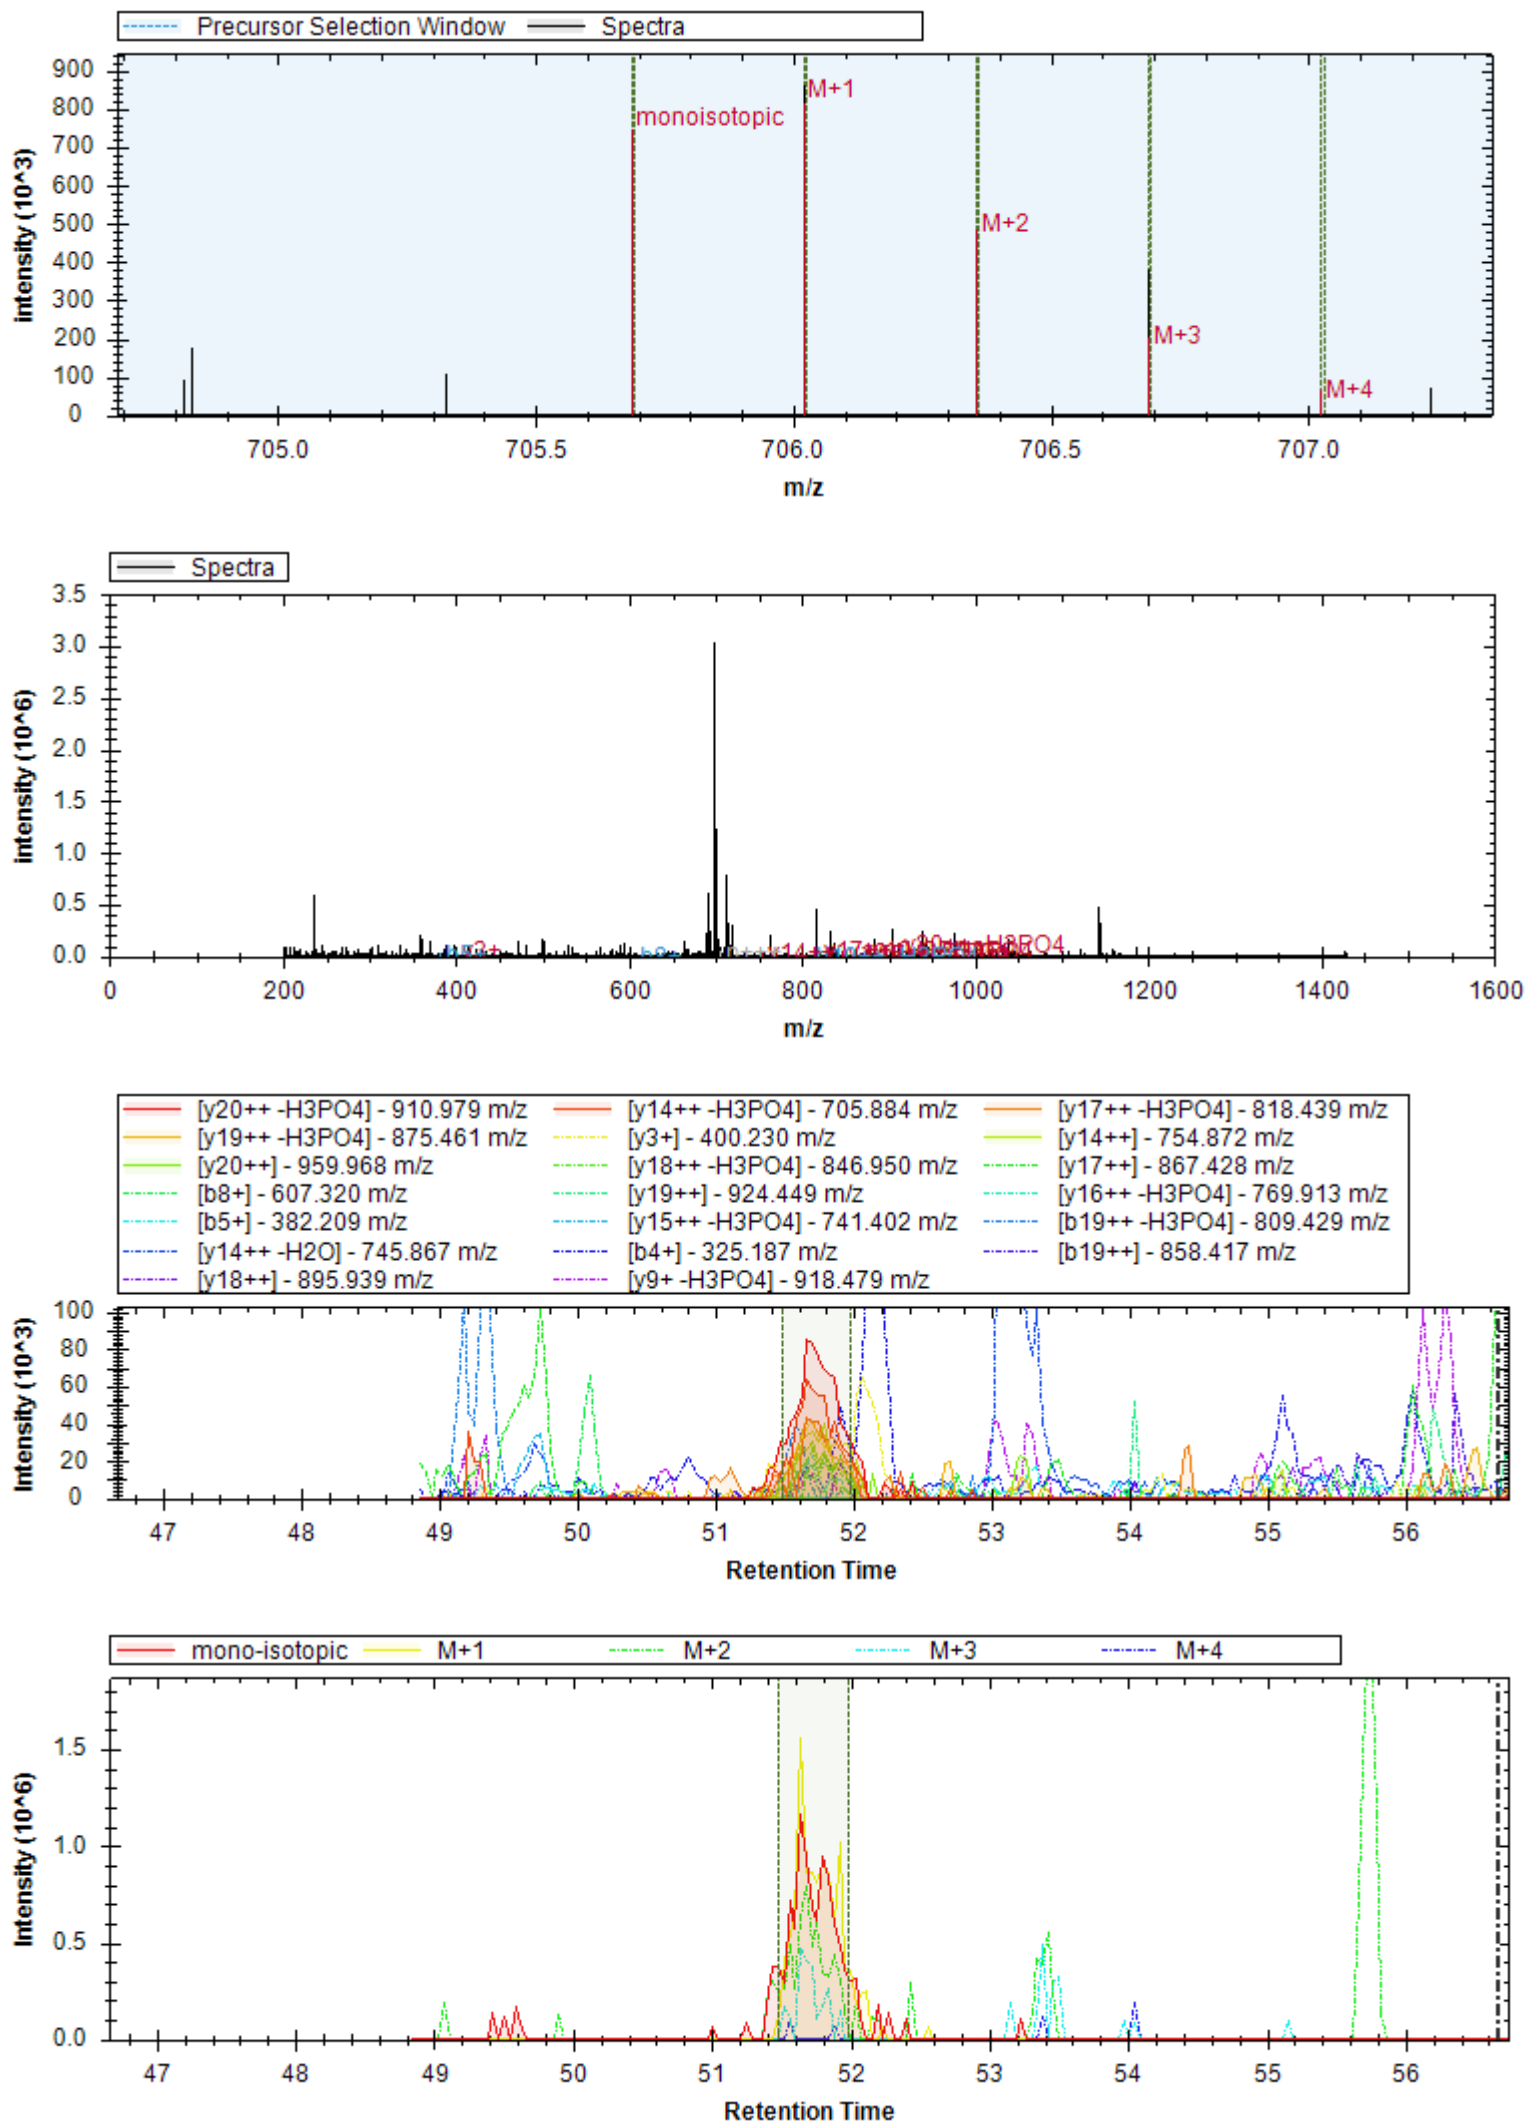 Precursor Selection Window Spectra
900
800
700
600
500
400
300
200
100
0
intensity (10^3)
monoisotopic
M+1
M+2
M+3
M+4
705.0 705.5 706.0 706.5 707.0
m/z
Spectra
3.5
3.0
2.5
2.0
1.5
1.0
0.5
0.0
intensity (10^6)
0 200 400 600 800 1000 1200 1400 1600
m/z
[y20++ -H3PO4] - 910.979 m/z [y14++ -H3PO4] - 705.884 m/z [y17++ -H3PO4] - 818.439 m/z
[y19++ -H3PO4] - 875.461 m/z [y3+] - 400.230 m/z [y14++] - 754.872 m/z
[y20++] - 959.968 m/z [y18++ -H3PO4] - 846.950 m/z [y17++] - 867.428 m/z
[b8+] - 607.320 m/z [y19++] - 924.449 m/z [y16++ -H3PO4] - 769.913 m/z
[b5+] - 382.209 m/z [y15++ -H3PO4] - 741.402 m/z [b19++ -H3PO4] - 809.429 m/z
[y14++ -H2O] - 745.867 m/z [b4+] - 325.187 m/z [b19++] - 858.417 m/z
[y18++] - 895.939 m/z [y9+ -H3PO4] - 918.479 m/z
100
80
60
40
20
0
Intensity (10^3)
47 48 49 50 51 52 53 54 55 56
Retention Time
mono-isotopic M+1 M+2 M+3 M+4
1.5
1.0
0.5
0.0
Intensity (10^6)
47 48 49 50 51 52 53 54 55 56
Retention Time